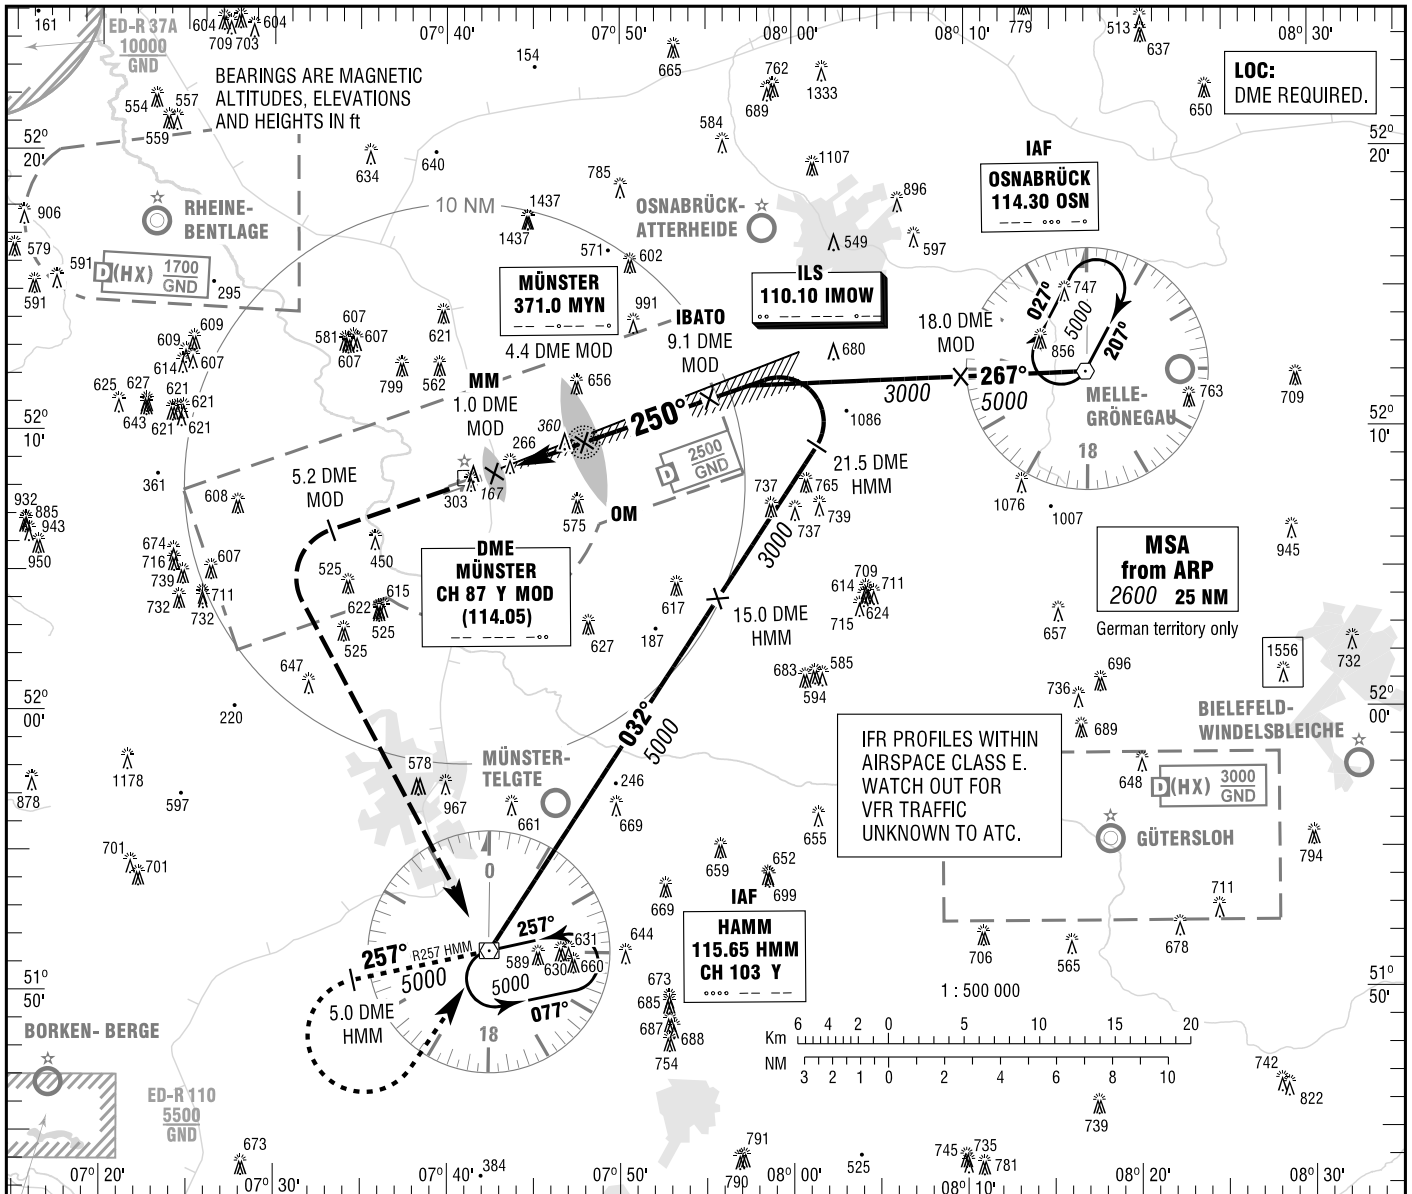 161
ED-R 37A
10000
GND
604
709
703
604
07° 40'
07° 50'
08° 00'
08° 10'
779
513
637
08° 30'
154
665
762
689
1333
650
LOC:
DME REQUIRED.
BEARINGS ARE MAGNETIC
ALTITUDES, ELEVATIONS
AND HEIGHTS IN ft
554
557
559
584
52°
20'
52°
20'
634
640
785
1107
IAF
OSNABRÜCK
114.30 OSN
896
597
906
RHEINE-
BENTLAGE
10 NM
1437
1437
OSNABRÜCK-
ATTERHEIDE
549
579
591
591
D (HX) 1700
GND
295
571
602
MÜNSTER
371.0 MYN
991
ILS
110.10 IMOW
IBATO
9.1 DME
MOD
18.0 DME
MOD
027°
747
5000
207°
856
607
581
607
607
621
609
609
614
607
4.4 DME MOD
680
799
562
MM
1.0 DME
MOD
656
250°
3000
267°
5000
MELLE-
GRÖNEGAU
763
709
625
627
621
643
621
621
621
360
266
1086
52°
10'
52°
10'
18
D 2500
GND
21.5 DME
HMM
361
5.2 DME
MOD
303
167
608
575
OM
737
765
737
739
1076
1007
932
885
943
950
674
716
739
732
607
711
732
450
525
615
622
525
525
DME
MÜNSTER
CH 87 Y MOD
(114.05)
3000
617
709
614
711
715
624
MSA
from ARP
2600 25 NM
German territory only
945
15.0 DME
HMM
627
187
657
1556
732
647
220
683
585
594
696
736
689
52°
00'
52°
00'
032°
5000
BIELEFELD-
WINDELSBLEICHE
IFR PROFILES WITHIN
AIRSPACE CLASS E.
WATCH OUT FOR
VFR TRAFFIC
UNKNOWN TO ATC.
MÜNSTER-
TELGTE
1178
878
597
578
967
661
246
669
648
D (HX) 3000
GND
GÜTERSLOH
655
794
701
701
659
652
699
669
711
678
0
IAF
HAMM
115.65 HMM
CH 103 Y
257°
R257 HMM
5000
257°
589
630
631
660
644
5000
077°
706
565
673
685
687
688
754
51°
50'
51°
50'
5.0 DME
HMM
18
1 : 500 000
Km 6 4 2 0 5 10 15 20
NM 3 2 1 0 2 4 6 8 10
BORKEN- BERGE
ED-R 110
5500
GND
742
822
739
673
384
791
790
525
745
735
781
07° 20'
07° 30'
07° 40'
07° 50'
08° 00'
08° 10'
08° 20'
08° 30'